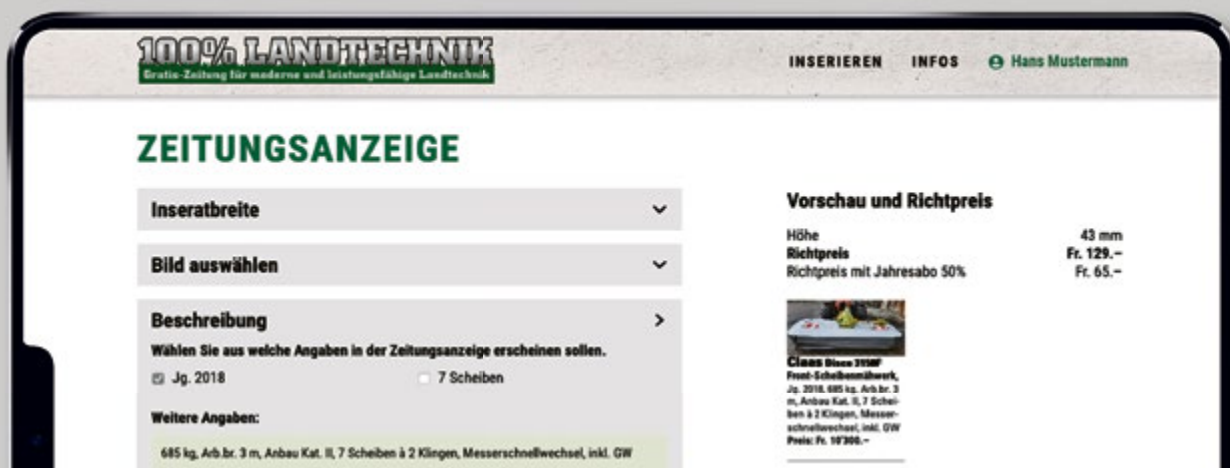 100% LANDTECHNIK
Gratis-Zeitung für moderne und leistungsfähige Landtechnik
INSERIEREN INFOS Hans Mustermann
ZEITUNGSANZEIGE
Inseratbreite
Bild auswählen
Beschreibung
Wählen Sie aus welche Angaben in der Zeitungsanzeige erscheinen sollen.
Jg. 2018 7 Scheiben
Weitere Angaben:
685 kg, Arb.br. 3 m, Anbau Kat. II, 7 Scheiben à 2 Klingen, Messerschnellwechsel, inkl. GW
Vorschau und Richtpreis
Höhe 43 mm
Richtpreis Fr. 129.–
Richtpreis mit Jahresabo 50% Fr. 65.–
Claas Disco 3150F
Front-Scheibenmähwerk,
Jg. 2018, 685 kg, Arb.br. 3
m, Anbau Kat. II, 7 Schei-
ben à 2 Klingen, Messer-
schnellwechsel, inkl. GW
Preis: Fr. 10'300.–